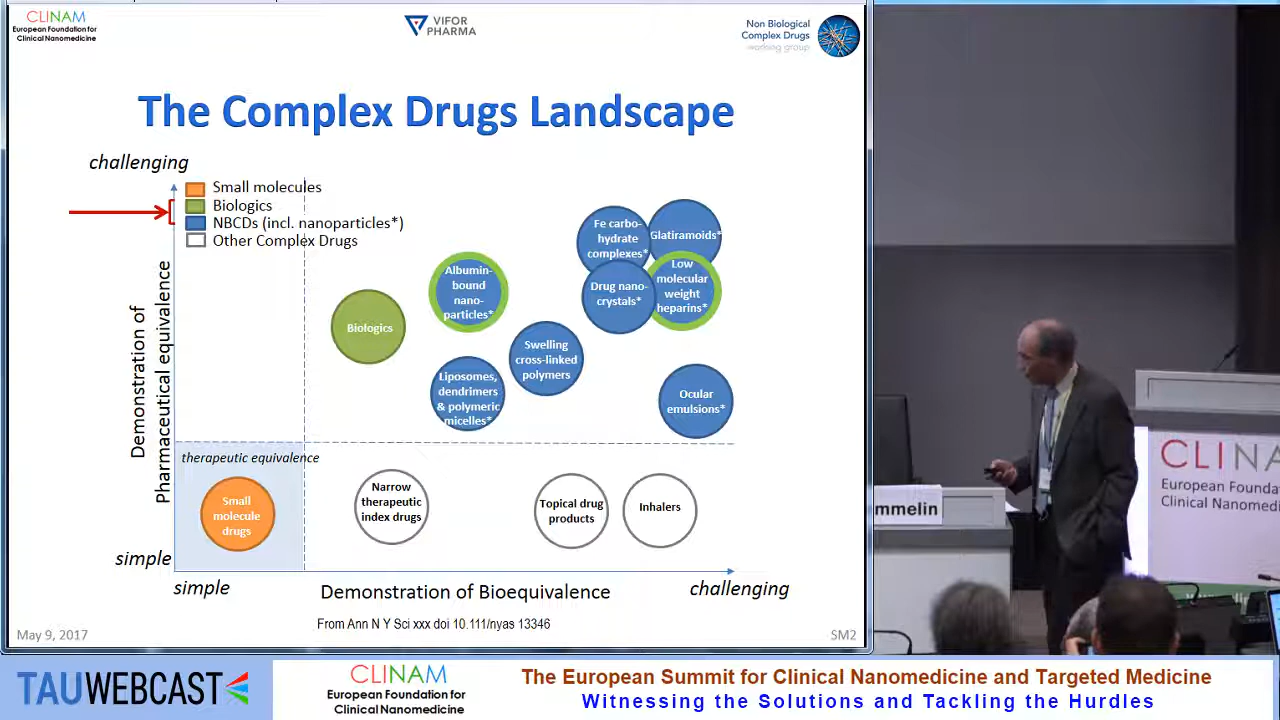 CLINAM
European Foundation for
Clinical Nanomedicine
VIFOR
PHARMA
Non Biological
Complex Drugs
working group
The Complex Drugs Landscape
challenging
Small molecules
Biologics
NBCDs (incl. nanoparticles*)
Other Complex Drugs
Demonstration of
Pharmaceutical equivalence
Fe carbo-
hydrate
complexes*
Glatiramoids*
Albumin-
bound
nano-
particles*
Low
molecular
weight
heparins*
Drug nano-
crystals*
Biologics
Swelling
cross-linked
polymers
Liposomes,
dendrimers
& polymeric
micelles*
Ocular
emulsions*
therapeutic equivalence
Small
molecule
drugs
Narrow
therapeutic
index drugs
Topical drug
products
Inhalers
simple
simple
Demonstration of Bioequivalence
challenging
From Ann N Y Sci xxx doi 10.111/nyas 13346
May 9, 2017
SM2
mmelin
CLINA
European Founda
Clinical Nanomed
TAUWEBCAST
CLINAM
European Foundation for
Clinical Nanomedicine
The European Summit for Clinical Nanomedicine and Targeted Medicine
Witnessing the Solutions and Tackling the Hurdles